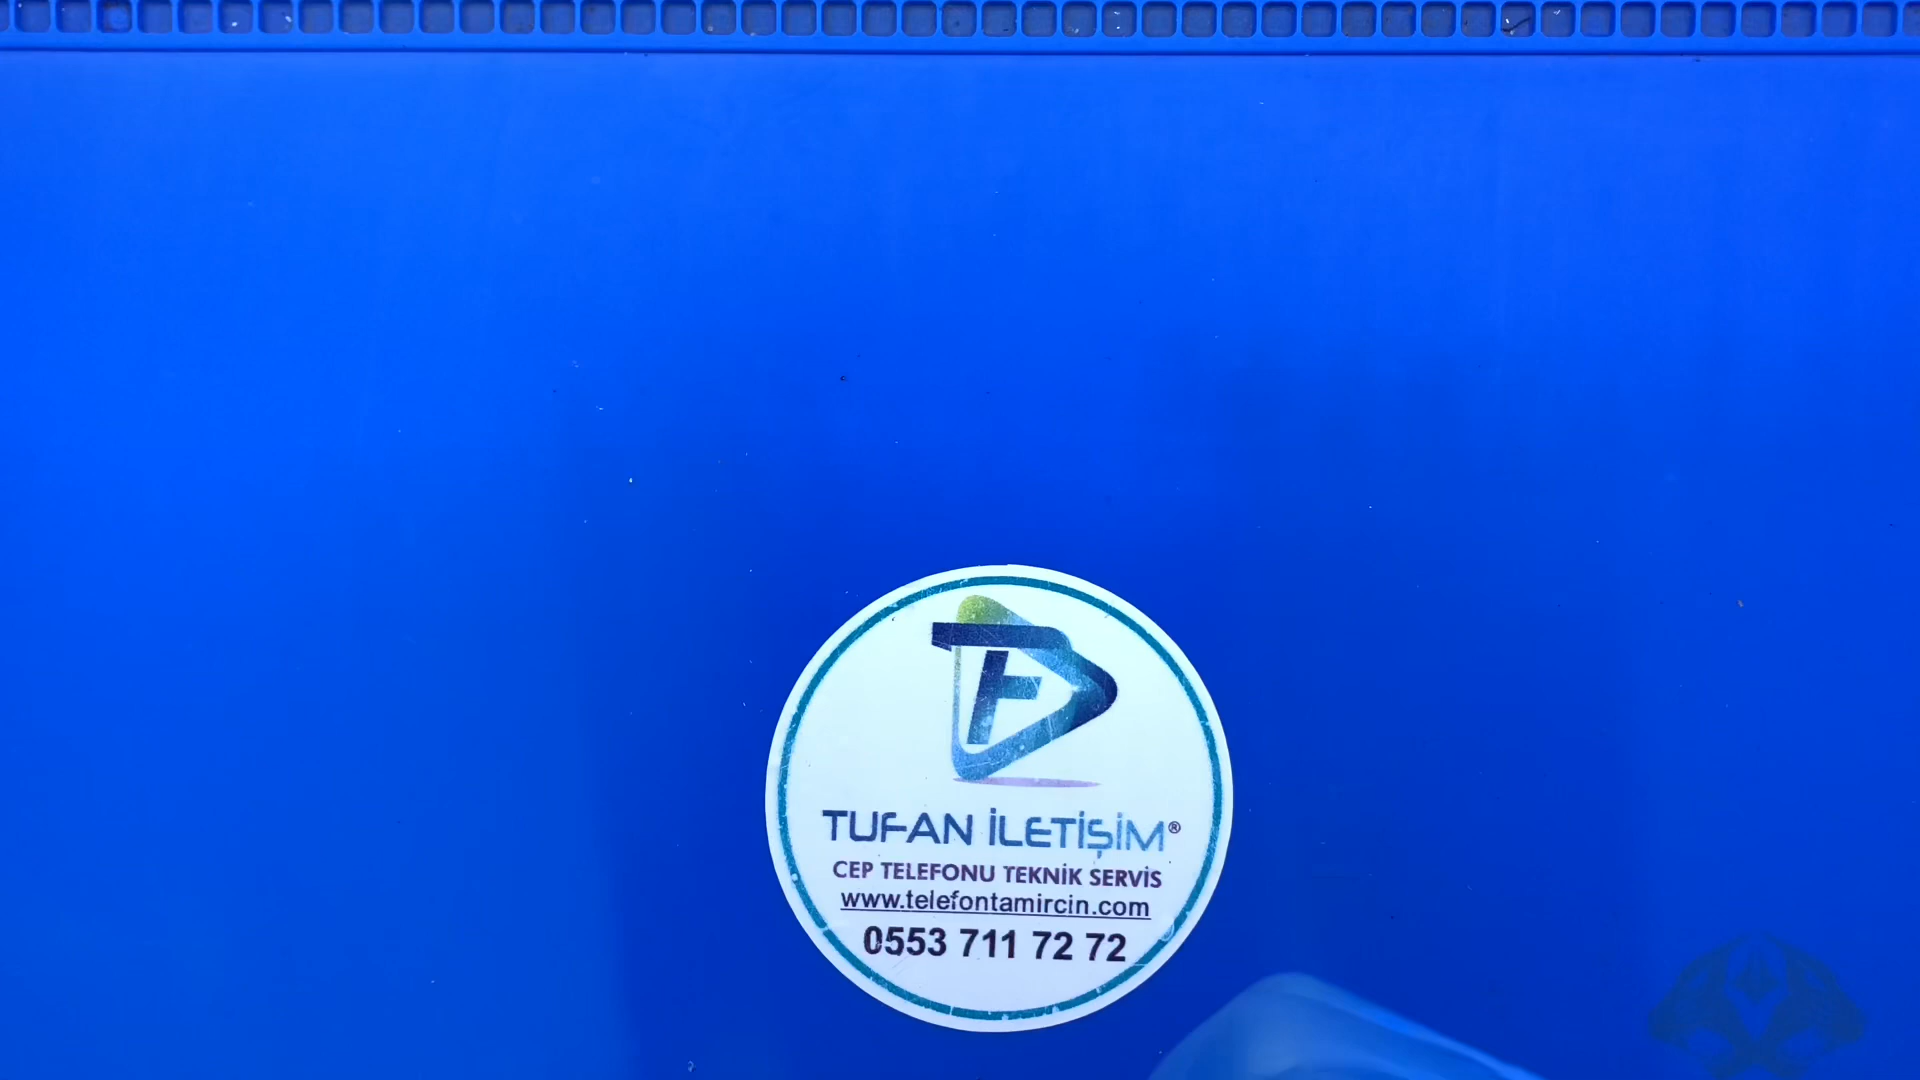 TUFAN İLETİŞİM®
CEP TELEFONU TEKNİK SERVİS
www.telefontamircin.com
0553 711 72 72